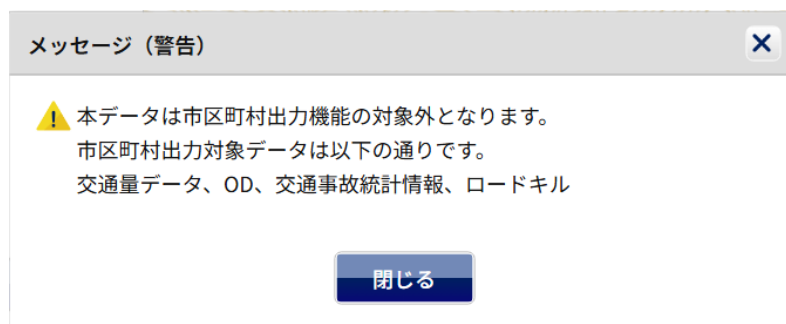 メッセージ（警告）
本データは市区町村出力機能の対象外となります。
市区町村出力対象データは以下の通りです。
交通量データ、OD、交通事故統計情報、ロードキル
閉じる